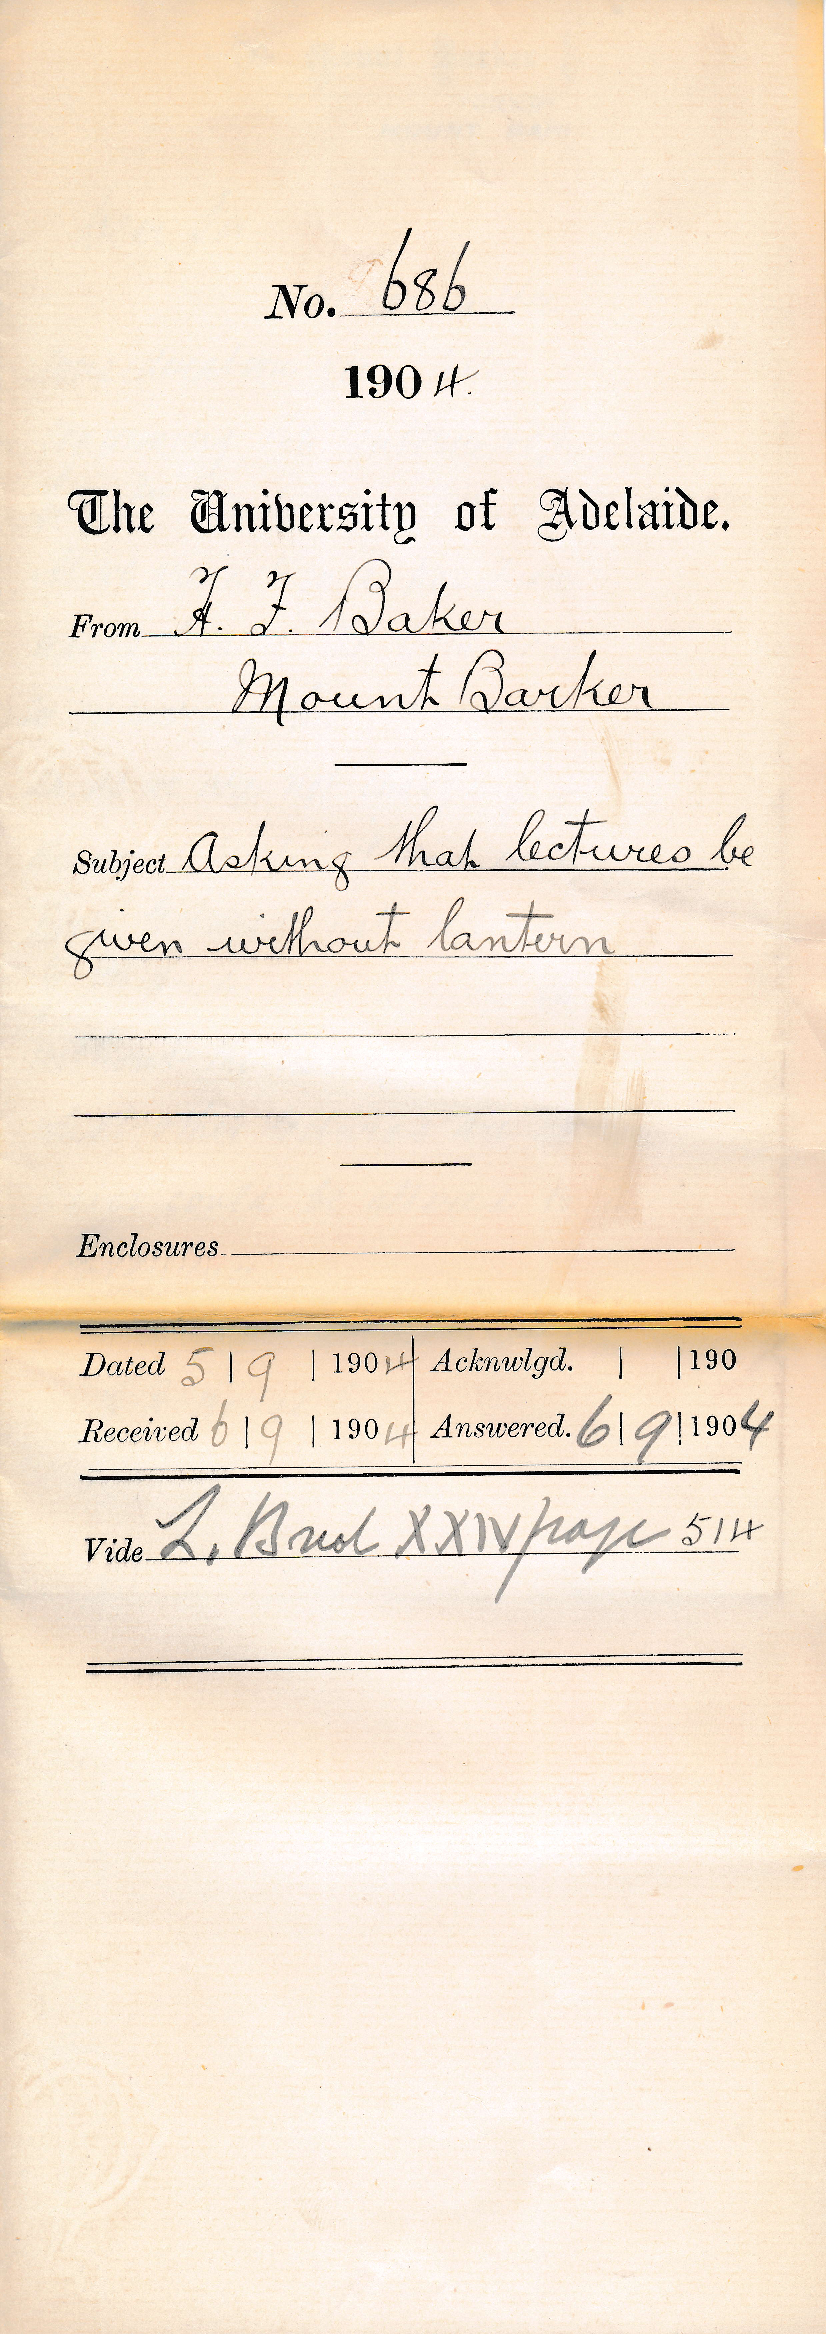 No. 686
1904.
The University of Adelaide.
From F. Baker
Mount Barker
Subject Asking that lectures be
given without lantern
Enclosures
Dated 5|9|1904 Acknwlgd. | |190
Received 6|9|1904 Answered. 6|9|1904
Vide L. XXIV page 514